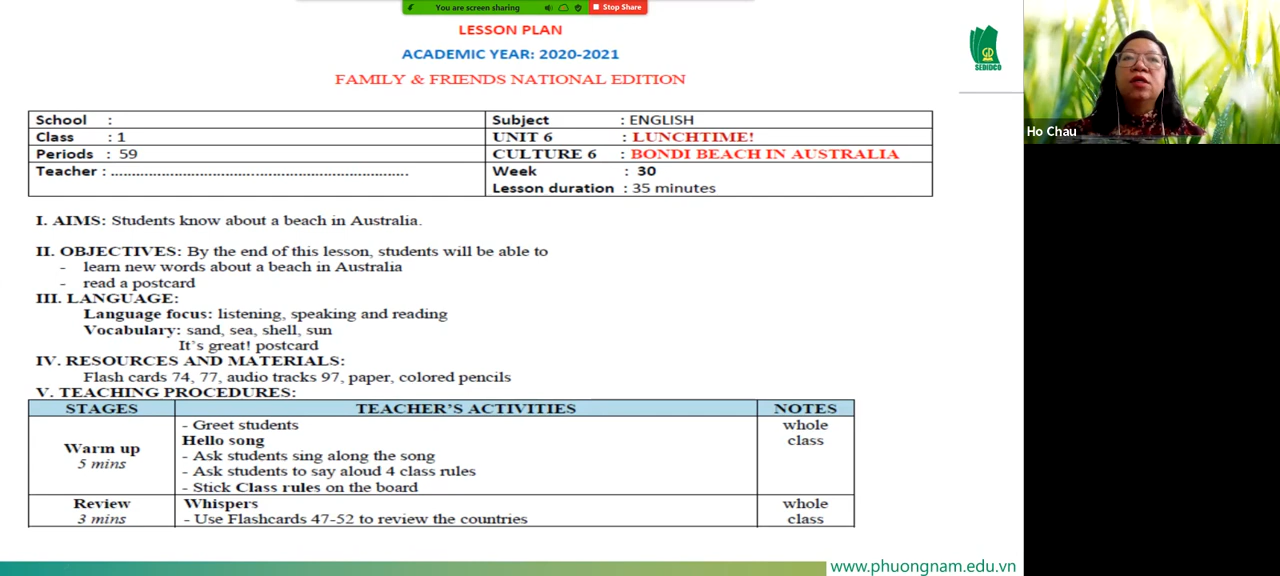 You are screen sharing
Stop Share
LESSON PLAN
ACADEMIC YEAR: 2020-2021
FAMILY & FRIENDS NATIONAL EDITION
SEDIDCO
Ho Chau
School :
Subject : ENGLISH
Class : 1
UNIT 6 : LUNCHTIME!
Periods : 59
CULTURE 6 : BONDI BEACH IN AUSTRALIA
Teacher : .......................................................................
Week : 30
Lesson duration : 35 minutes
I. AIMS: Students know about a beach in Australia.
II. OBJECTIVES: By the end of this lesson, students will be able to
- learn new words about a beach in Australia
- read a postcard
III. LANGUAGE:
Language focus: listening, speaking and reading
Vocabulary: sand, sea, shell, sun
It's great! postcard
IV. RESOURCES AND MATERIALS:
Flash cards 74, 77, audio tracks 97, paper, colored pencils
V. TEACHING PROCEDURES:
STAGES TEACHER'S ACTIVITIES NOTES
Warm up
5 mins
- Greet students
Hello song
- Ask students sing along the song
- Ask students to say aloud 4 class rules
- Stick Class rules on the board
whole
class
Review
3 mins
Whispers
- Use Flashcards 47-52 to review the countries
whole
class
www.phuongnam.edu.vn